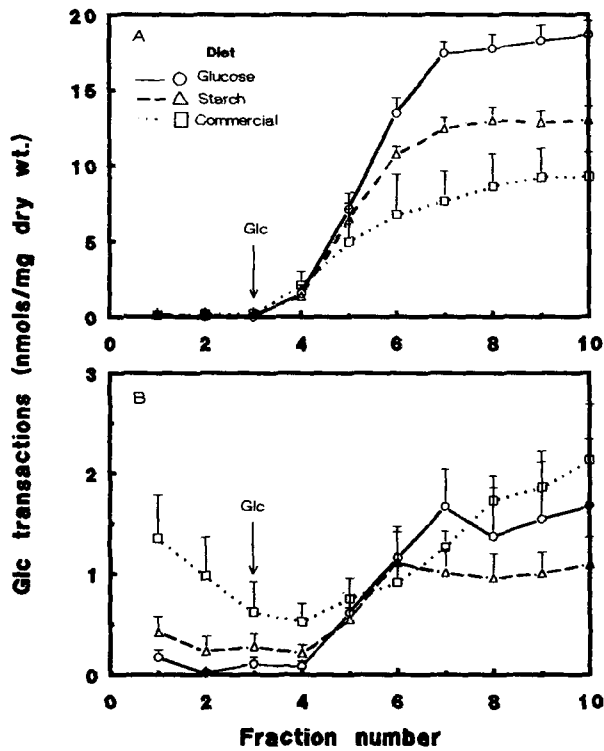 A
Diet
Glucose
Starch
Commercial
Glc
20
15
10
5
0
0 2 4 6 8 10
B
Glc
3
2
1
0
0 2 4 6 8 10
Glc transactions (nmols/mg dry wt.)
Fraction number